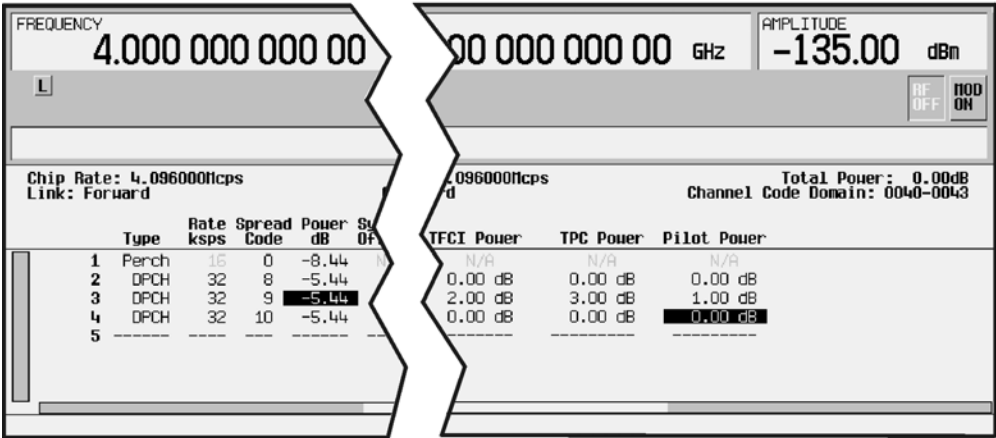 FREQUENCY AMPLITUDE
4.000 000 000 00 00 000 000 00 GHz -135.00 dBm
L RF OFF MOD ON
Chip Rate: 4.096000Mcps .096000Mcps Total Power: 0.00dB
Link: Forward rd Channel Code Domain: 0040-0043
Rate Spread Power Sy
Type ksps Code dB Off TFCI Power TPC Power Pilot Power
1 Perch 16 0 -8.44 N N/A N/A N/A
2 DPCH 32 8 -5.44 0.00 dB 0.00 dB 0.00 dB
3 DPCH 32 9 -5.44 2.00 dB 3.00 dB 1.00 dB
4 DPCH 32 10 -5.44 0.00 dB 0.00 dB 0.00 dB
5 ------ ---- --- ------ --- --------- --------- ---------